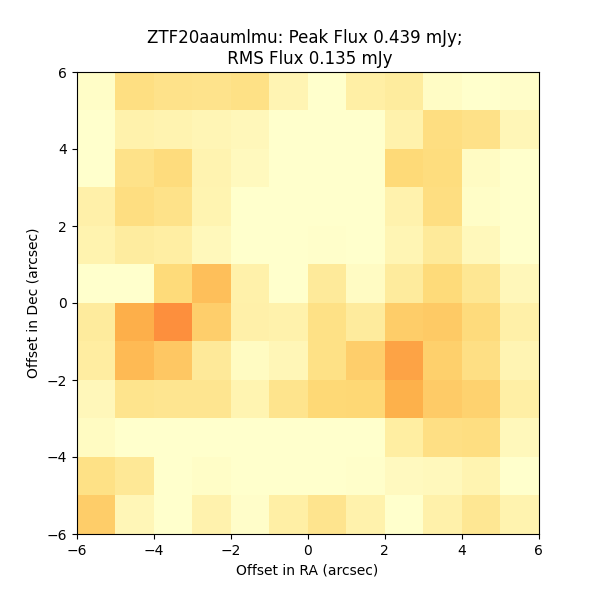 ZTF20aaumlmu: Peak Flux 0.439 mJy;
RMS Flux 0.135 mJy
6
4
2
0
−2
−4
−6
Offset in Dec (arcsec)
−6 −4 −2 0 2 4 6
Offset in RA (arcsec)